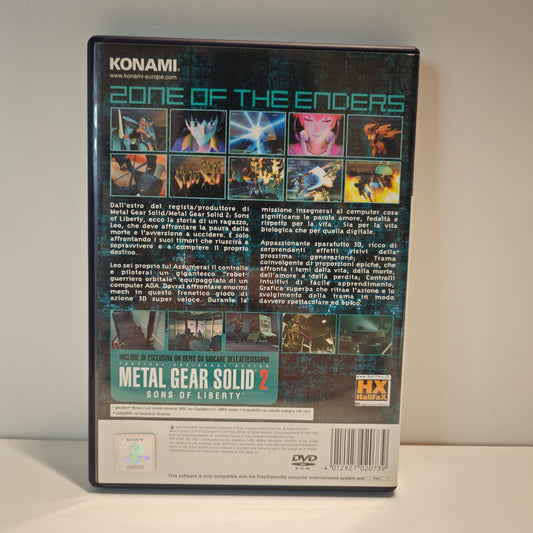 KONAMI
www.konami-europe.com
ZONE OF THE ENDERS
Dall'estro del regista/produttore di
Metal Gear Solid/Metal Gear Solid 2: Sons
of Liberty, ecco la storia di un ragazzo,
Leo, che deve affrontare la paura della
morte e l'avversione a uccidere. È solo
affrontando i suoi timori che riuscirà a
sopravvivere e a compiere il proprio
destino.
Leo sei proprio tu! Assumerai il controllo
e piloterai un gigantesco "robot
guerriero orbitale" equipaggiato di un
computer ADA. Dovrai affrontare enormi
mech in questo frenetico gioco di
azione 3D super veloce. Durante la
missione insegnerai al computer cosa
significano le parole amore, fedeltà e
rispetto per la vita. Sia per la vita
biologica che per quella digitale.
Appassionante sparatutto 3D, ricco di
sorprendenti effetti visivi della
prossima generazione; Trama
coinvolgente di proporzioni epiche, che
affronta i temi della vita, della morte,
dell'amore e della perdita; Controlli
intuitivi di facile apprendimento;
Grafica superba che ritrae l'azione e lo
svolgimento della trama in modo
davvero spettacolare ed epico.
INCLUDE IN ESCLUSIVA UN DEMO DA GIOCARE DELL'ATTESISSIMO
TACTICAL ESPIONAGE ACTION
METAL GEAR SOLID 2
SONS OF LIBERTY
HX
HalifaX
SONY
DVD
ROM
4 012927 020739
This software is only compatible with the PlayStation®2 computer entertainment system and
PAL